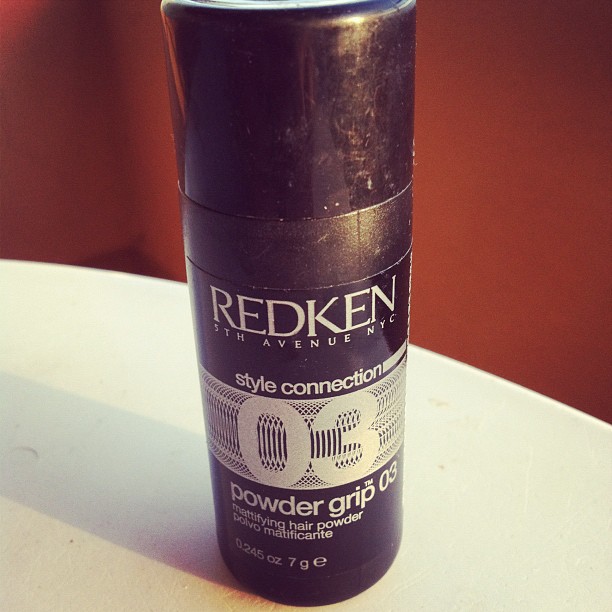 REDKEN
5TH AVENUE NYC
style connection
03
powder grip™ 03
mattifying hair powder
polvo matificante
0.245 oz 7 g e